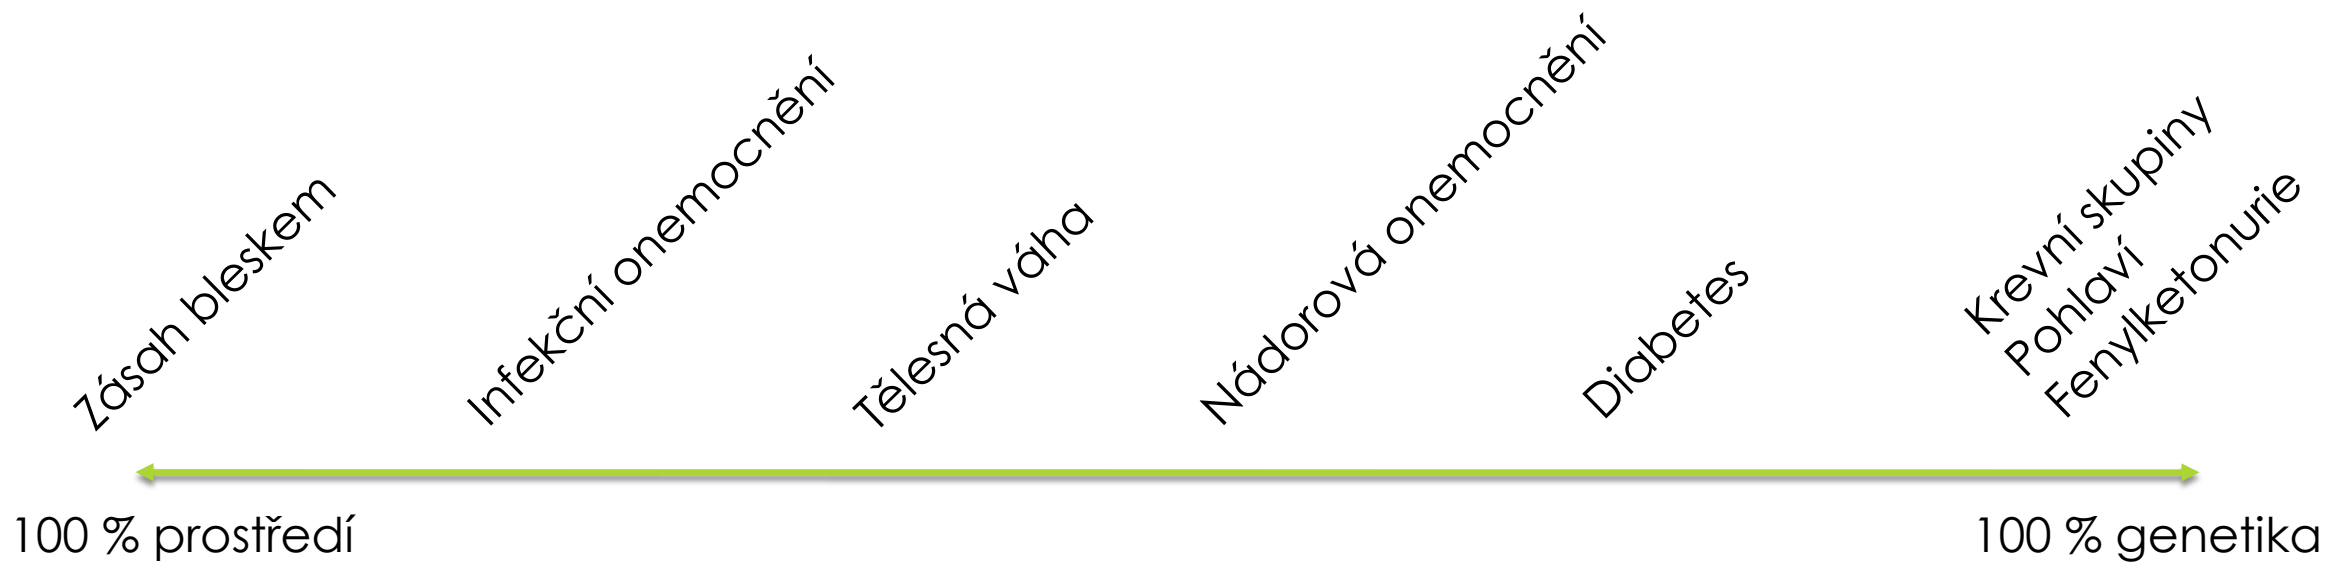 Zásah bleskem
Infekční onemocnění
Tělesná váha
Nádorová onemocnění
Diabetes
Krevní skupiny
Pohlaví
Fenylketonurie
100 % prostředí
100 % genetika